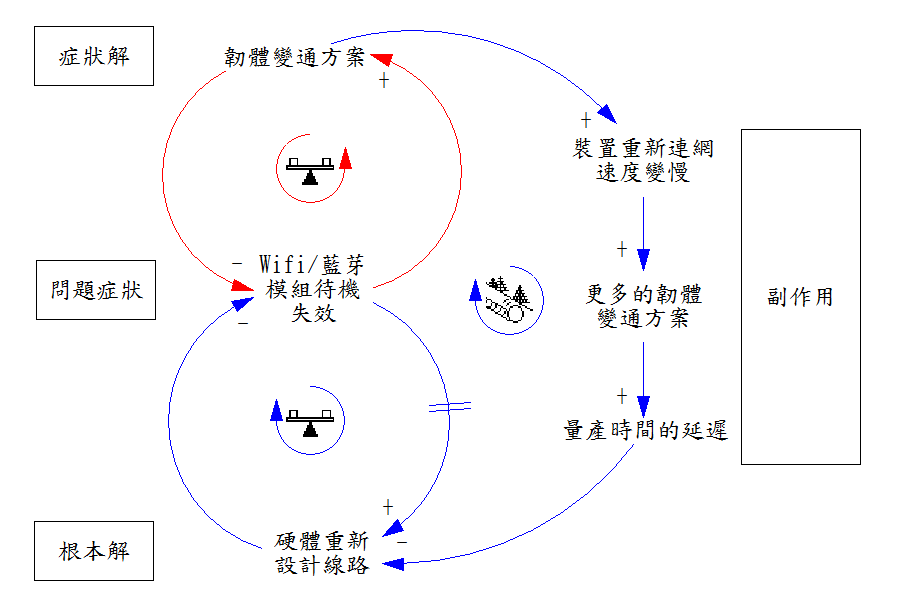 症狀解
韌體變通方案
+
+
裝置重新連網
速度變慢
- Wifi/藍芽
模組待機
失效
-
問題症狀
+
更多的韌體
變通方案
副作用
+
量產時間的延遲
+
-
硬體重新
設計線路
根本解